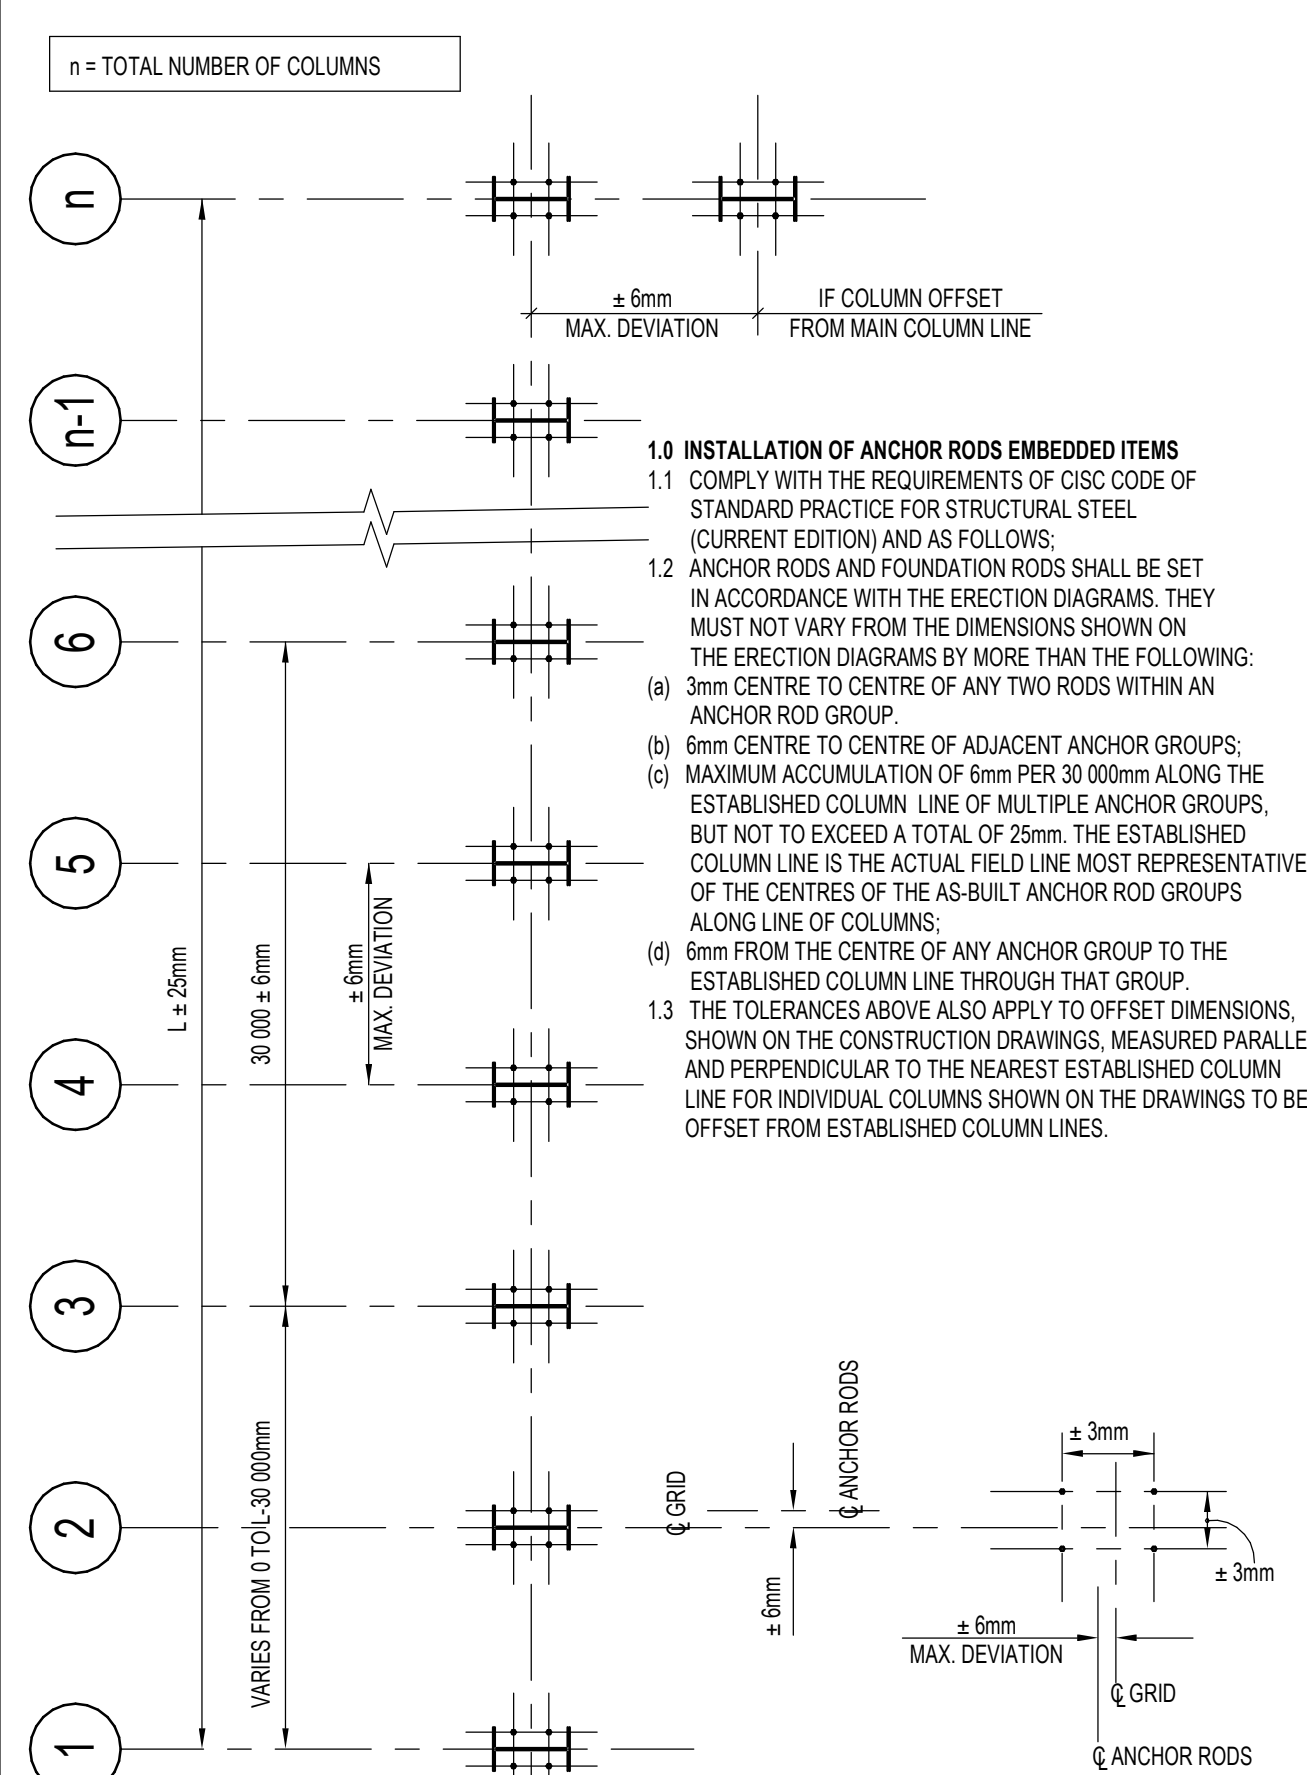 n = TOTAL NUMBER OF COLUMNS
n
± 6mm
MAX. DEVIATION
IF COLUMN OFFSET
FROM MAIN COLUMN LINE
n-1
1.0 INSTALLATION OF ANCHOR RODS EMBEDDED ITEMS
1.1 COMPLY WITH THE REQUIREMENTS OF CISC CODE OF
STANDARD PRACTICE FOR STRUCTURAL STEEL
(CURRENT EDITION) AND AS FOLLOWS;
1.2 ANCHOR RODS AND FOUNDATION RODS SHALL BE SET
IN ACCORDANCE WITH THE ERECTION DIAGRAMS. THEY
MUST NOT VARY FROM THE DIMENSIONS SHOWN ON
THE ERECTION DIAGRAMS BY MORE THAN THE FOLLOWING:
(a) 3mm CENTRE TO CENTRE OF ANY TWO RODS WITHIN AN
ANCHOR ROD GROUP.
(b) 6mm CENTRE TO CENTRE OF ADJACENT ANCHOR GROUPS;
(c) MAXIMUM ACCUMULATION OF 6mm PER 30 000mm ALONG THE
ESTABLISHED COLUMN LINE OF MULTIPLE ANCHOR GROUPS,
BUT NOT TO EXCEED A TOTAL OF 25mm. THE ESTABLISHED
COLUMN LINE IS THE ACTUAL FIELD LINE MOST REPRESENTATIVE
OF THE CENTRES OF THE AS-BUILT ANCHOR ROD GROUPS
ALONG LINE OF COLUMNS;
(d) 6mm FROM THE CENTRE OF ANY ANCHOR GROUP TO THE
ESTABLISHED COLUMN LINE THROUGH THAT GROUP.
1.3 THE TOLERANCES ABOVE ALSO APPLY TO OFFSET DIMENSIONS,
SHOWN ON THE CONSTRUCTION DRAWINGS, MEASURED PARALLE
AND PERPENDICULAR TO THE NEAREST ESTABLISHED COLUMN
LINE FOR INDIVIDUAL COLUMNS SHOWN ON THE DRAWINGS TO BE
OFFSET FROM ESTABLISHED COLUMN LINES.
6
5
L ± 25mm
30 000 ± 6mm
± 6mm
MAX. DEVIATION
4
3
VARIES FROM 0 TO L-30 000mm
2
℄ GRID
℄ ANCHOR RODS
± 6mm
± 3mm
± 3mm
± 6mm
MAX. DEVIATION
℄ GRID
℄ ANCHOR RODS
1